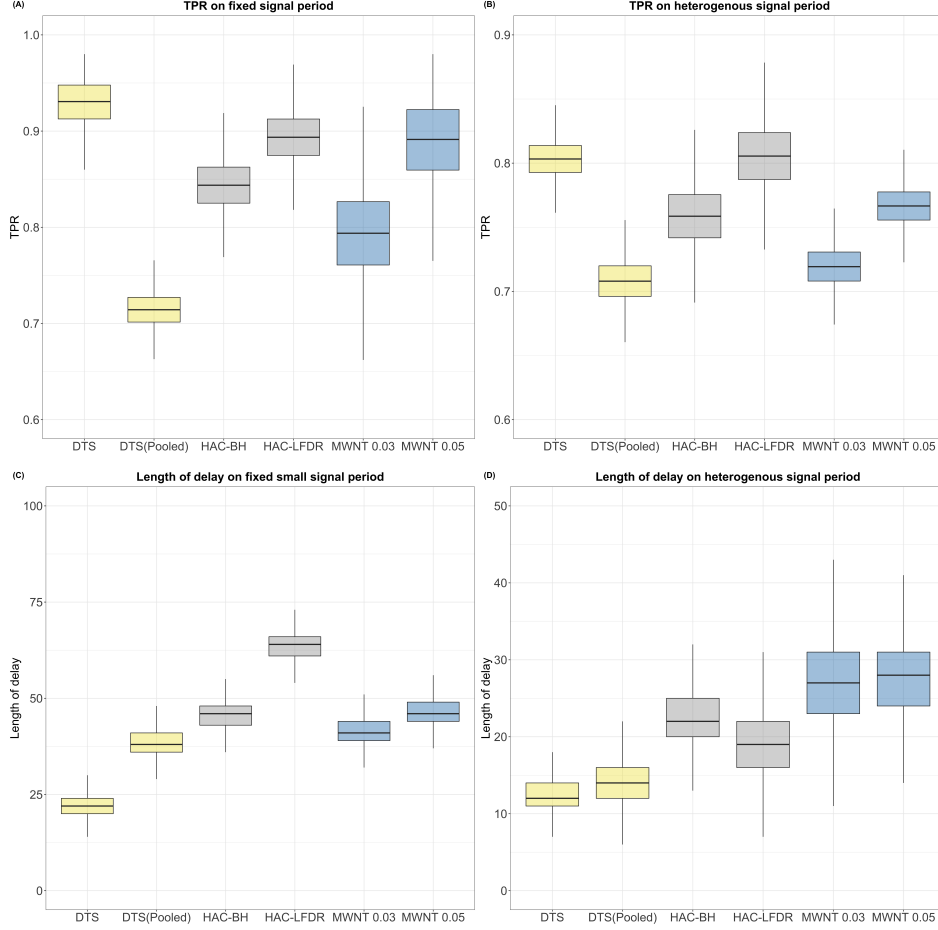 (A) TPR on fixed signal period
1.0
0.9
0.8
0.7
0.6
TPR
DTS DTS(Pooled) HAC-BH HAC-LFDR MWNT 0.03 MWNT 0.05
(B) TPR on heterogenous signal period
0.9
0.8
0.7
0.6
TPR
DTS DTS(Pooled) HAC-BH HAC-LFDR MWNT 0.03 MWNT 0.05
(C) Length of delay on fixed small signal period
100
75
50
25
0
Length of delay
DTS DTS(Pooled) HAC-BH HAC-LFDR MWNT 0.03 MWNT 0.05
(D) Length of delay on heterogenous signal period
50
40
30
20
10
0
Length of delay
DTS DTS(Pooled) HAC-BH HAC-LFDR MWNT 0.03 MWNT 0.05